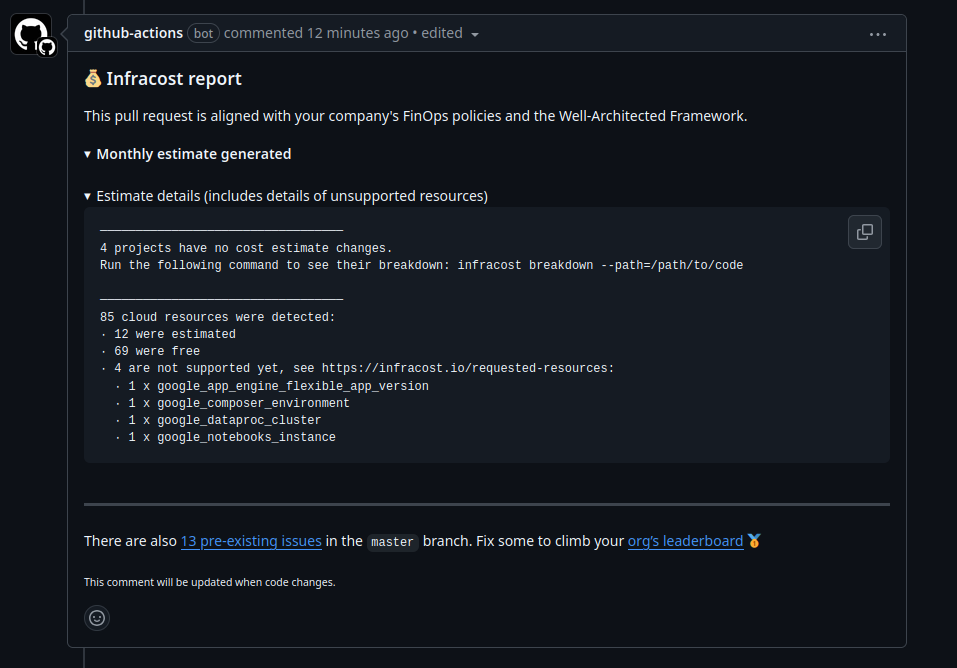 github-actions bot commented 12 minutes ago • edited
💰 Infracost report
This pull request is aligned with your company's FinOps policies and the Well-Architected Framework.
▾ Monthly estimate generated
▾ Estimate details (includes details of unsupported resources)
──────────────────────────────────
4 projects have no cost estimate changes.
Run the following command to see their breakdown: infracost breakdown --path=/path/to/code
──────────────────────────────────
85 cloud resources were detected:
∙ 12 were estimated
∙ 69 were free
∙ 4 are not supported yet, see https://infracost.io/requested-resources:
∙ 1 x google_app_engine_flexible_app_version
∙ 1 x google_composer_environment
∙ 1 x google_dataproc_cluster
∙ 1 x google_notebooks_instance
There are also 13 pre-existing issues in the master branch. Fix some to climb your org's leaderboard 🏅
This comment will be updated when code changes.